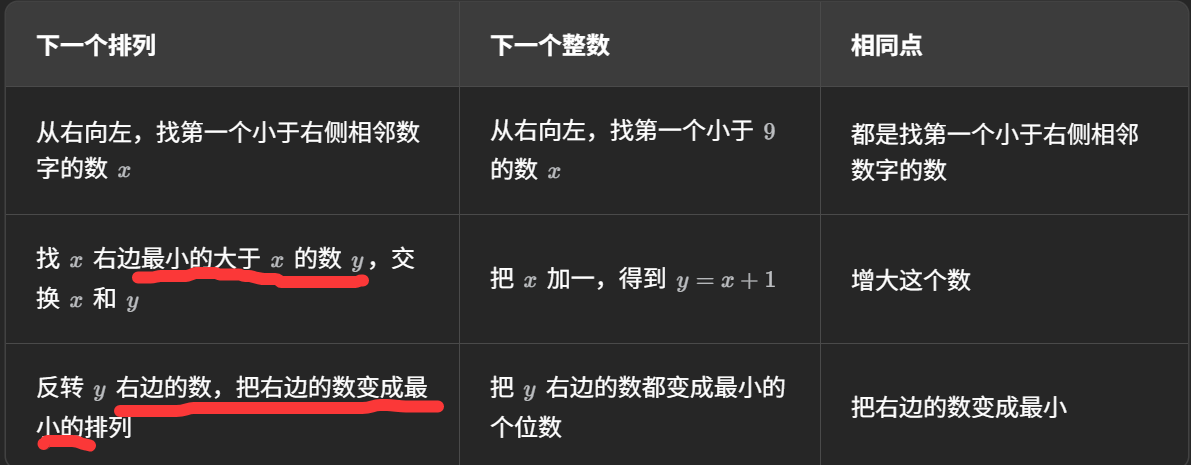 下一个排列
下一个整数
相同点
从右向左，找第一个小于右侧相邻数
字的数 x
从右向左，找第一个小于 9
的数 x
都是找第一个小于右侧相邻
数字的数
找 x 右边最小的大于 x 的数 y，交
换 x 和 y
把 x 加一，得到 y = x + 1
增大这个数
反转 y 右边的数，把右边的数变成最
小的排列
把 y 右边的数都变成最小的
个位数
把右边的数变成最小